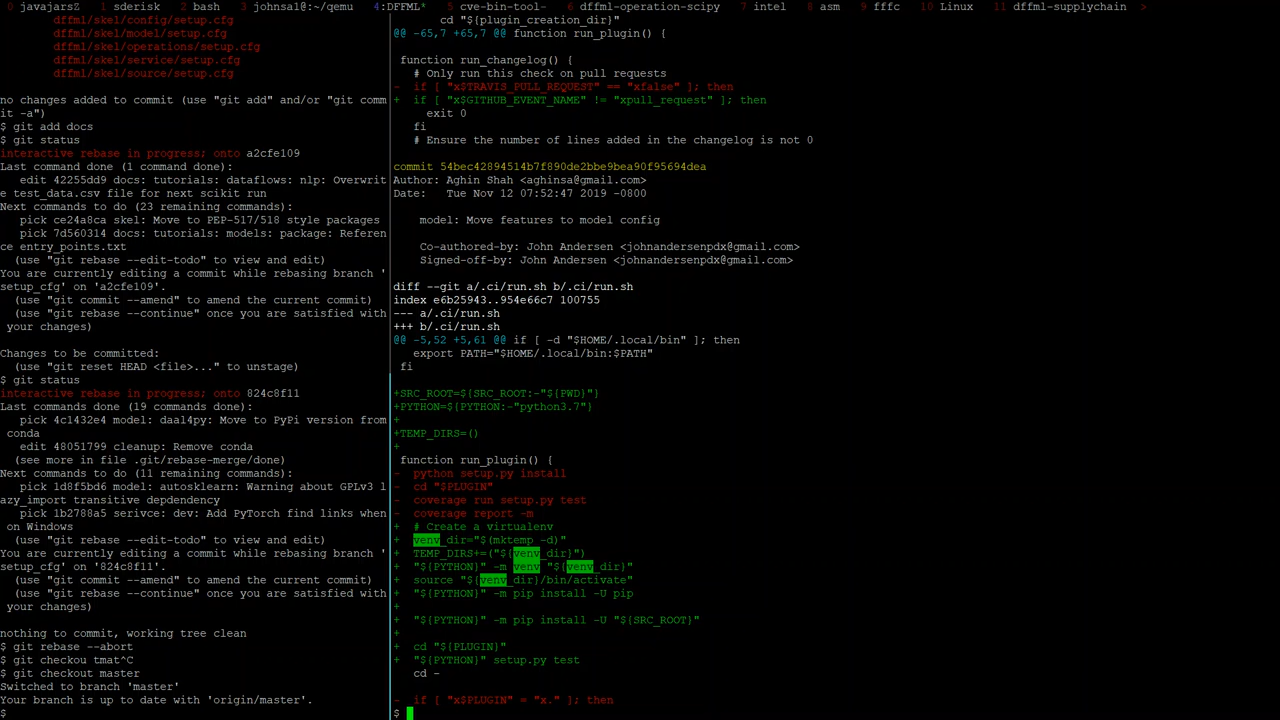 0 javajarsZ 1 sderisk 2 bash 3 johnsal@:~/qemu 4:DFFML* 5 cve-bin-tool- 6 dffml-operation-scipy 7 intel 8 asm 9 fffc 10 Linux 11 dffml-supplychain >
dffml/skel/config/setup.cfg
dffml/skel/model/setup.cfg
dffml/skel/operations/setup.cfg
dffml/skel/service/setup.cfg
dffml/skel/source/setup.cfg
no changes added to commit (use "git add" and/or "git comm
it -a")
$ git add docs
$ git status
interactive rebase in progress; onto a2cfe109
Last command done (1 command done):
edit 42255dd9 docs: tutorials: dataflows: nlp: Overwrit
e test_data.csv file for next scikit run
Next commands to do (23 remaining commands):
pick ce24a8ca skel: Move to PEP-517/518 style packages
pick 7d560314 docs: tutorials: models: package: Referen
ce entry_points.txt
(use "git rebase --edit-todo" to view and edit)
You are currently editing a commit while rebasing branch '
setup_cfg' on 'a2cfe109'.
(use "git commit --amend" to amend the current commit)
(use "git rebase --continue" once you are satisfied with
your changes)
Changes to be committed:
(use "git reset HEAD <file>..." to unstage)
$ git status
interactive rebase in progress; onto 824c8f11
Last commands done (19 commands done):
pick 4c1432e4 model: daal4py: Move to PyPi version from
conda
edit 48051799 cleanup: Remove conda
(see more in file .git/rebase-merge/done)
Next commands to do (11 remaining commands):
pick 1d8f5bd6 model: autosklearn: Warning about GPLv3 l
azy_import transitive depdendency
pick 1b2788a5 serivce: dev: Add PyTorch find links when
on Windows
(use "git rebase --edit-todo" to view and edit)
You are currently editing a commit while rebasing branch '
setup_cfg' on '824c8f11'.
(use "git commit --amend" to amend the current commit)
(use "git rebase --continue" once you are satisfied with
your changes)
nothing to commit, working tree clean
$ git rebase --abort
$ git checkou tmat^C
$ git checkout master
Switched to branch 'master'
Your branch is up to date with 'origin/master'.
$
cd "${plugin_creation_dir}"
@@ -65,7 +65,7 @@ function run_plugin() {
function run_changelog() {
# Only run this check on pull requests
- if [ "x$TRAVIS_PULL_REQUEST" == "xfalse" ]; then
+ if [ "x$GITHUB_EVENT_NAME" != "xpull_request" ]; then
exit 0
fi
# Ensure the number of lines added in the changelog is not 0
commit 54bec42894514b7f890de2bbe9bea90f95694dea
Author: Aghin Shah <aghinsa@gmail.com>
Date: Tue Nov 12 07:52:47 2019 -0800
model: Move features to model config
Co-authored-by: John Andersen <johnandersenpdx@gmail.com>
Signed-off-by: John Andersen <johnandersenpdx@gmail.com>
diff --git a/.ci/run.sh b/.ci/run.sh
index e6b25943..954e66c7 100755
--- a/.ci/run.sh
+++ b/.ci/run.sh
@@ -5,52 +5,61 @@ if [ -d "$HOME/.local/bin" ]; then
export PATH="$HOME/.local/bin:$PATH"
fi
+SRC_ROOT=${SRC_ROOT:-"${PWD}"}
+PYTHON=${PYTHON:-"python3.7"}
+
+TEMP_DIRS=()
+
function run_plugin() {
- python setup.py install
- cd "$PLUGIN"
- coverage run setup.py test
- coverage report -m
+ # Create a virtualenv
+ venv_dir="$(mktemp -d)"
+ TEMP_DIRS+=("${venv_dir}")
+ "${PYTHON}" -m venv "${venv_dir}"
+ source "${venv_dir}/bin/activate"
+ "${PYTHON}" -m pip install -U pip
+
+ "${PYTHON}" -m pip install -U "${SRC_ROOT}"
+
+ cd "${PLUGIN}"
+ "${PYTHON}" setup.py test
cd -
- if [ "x$PLUGIN" = "x." ]; then
$